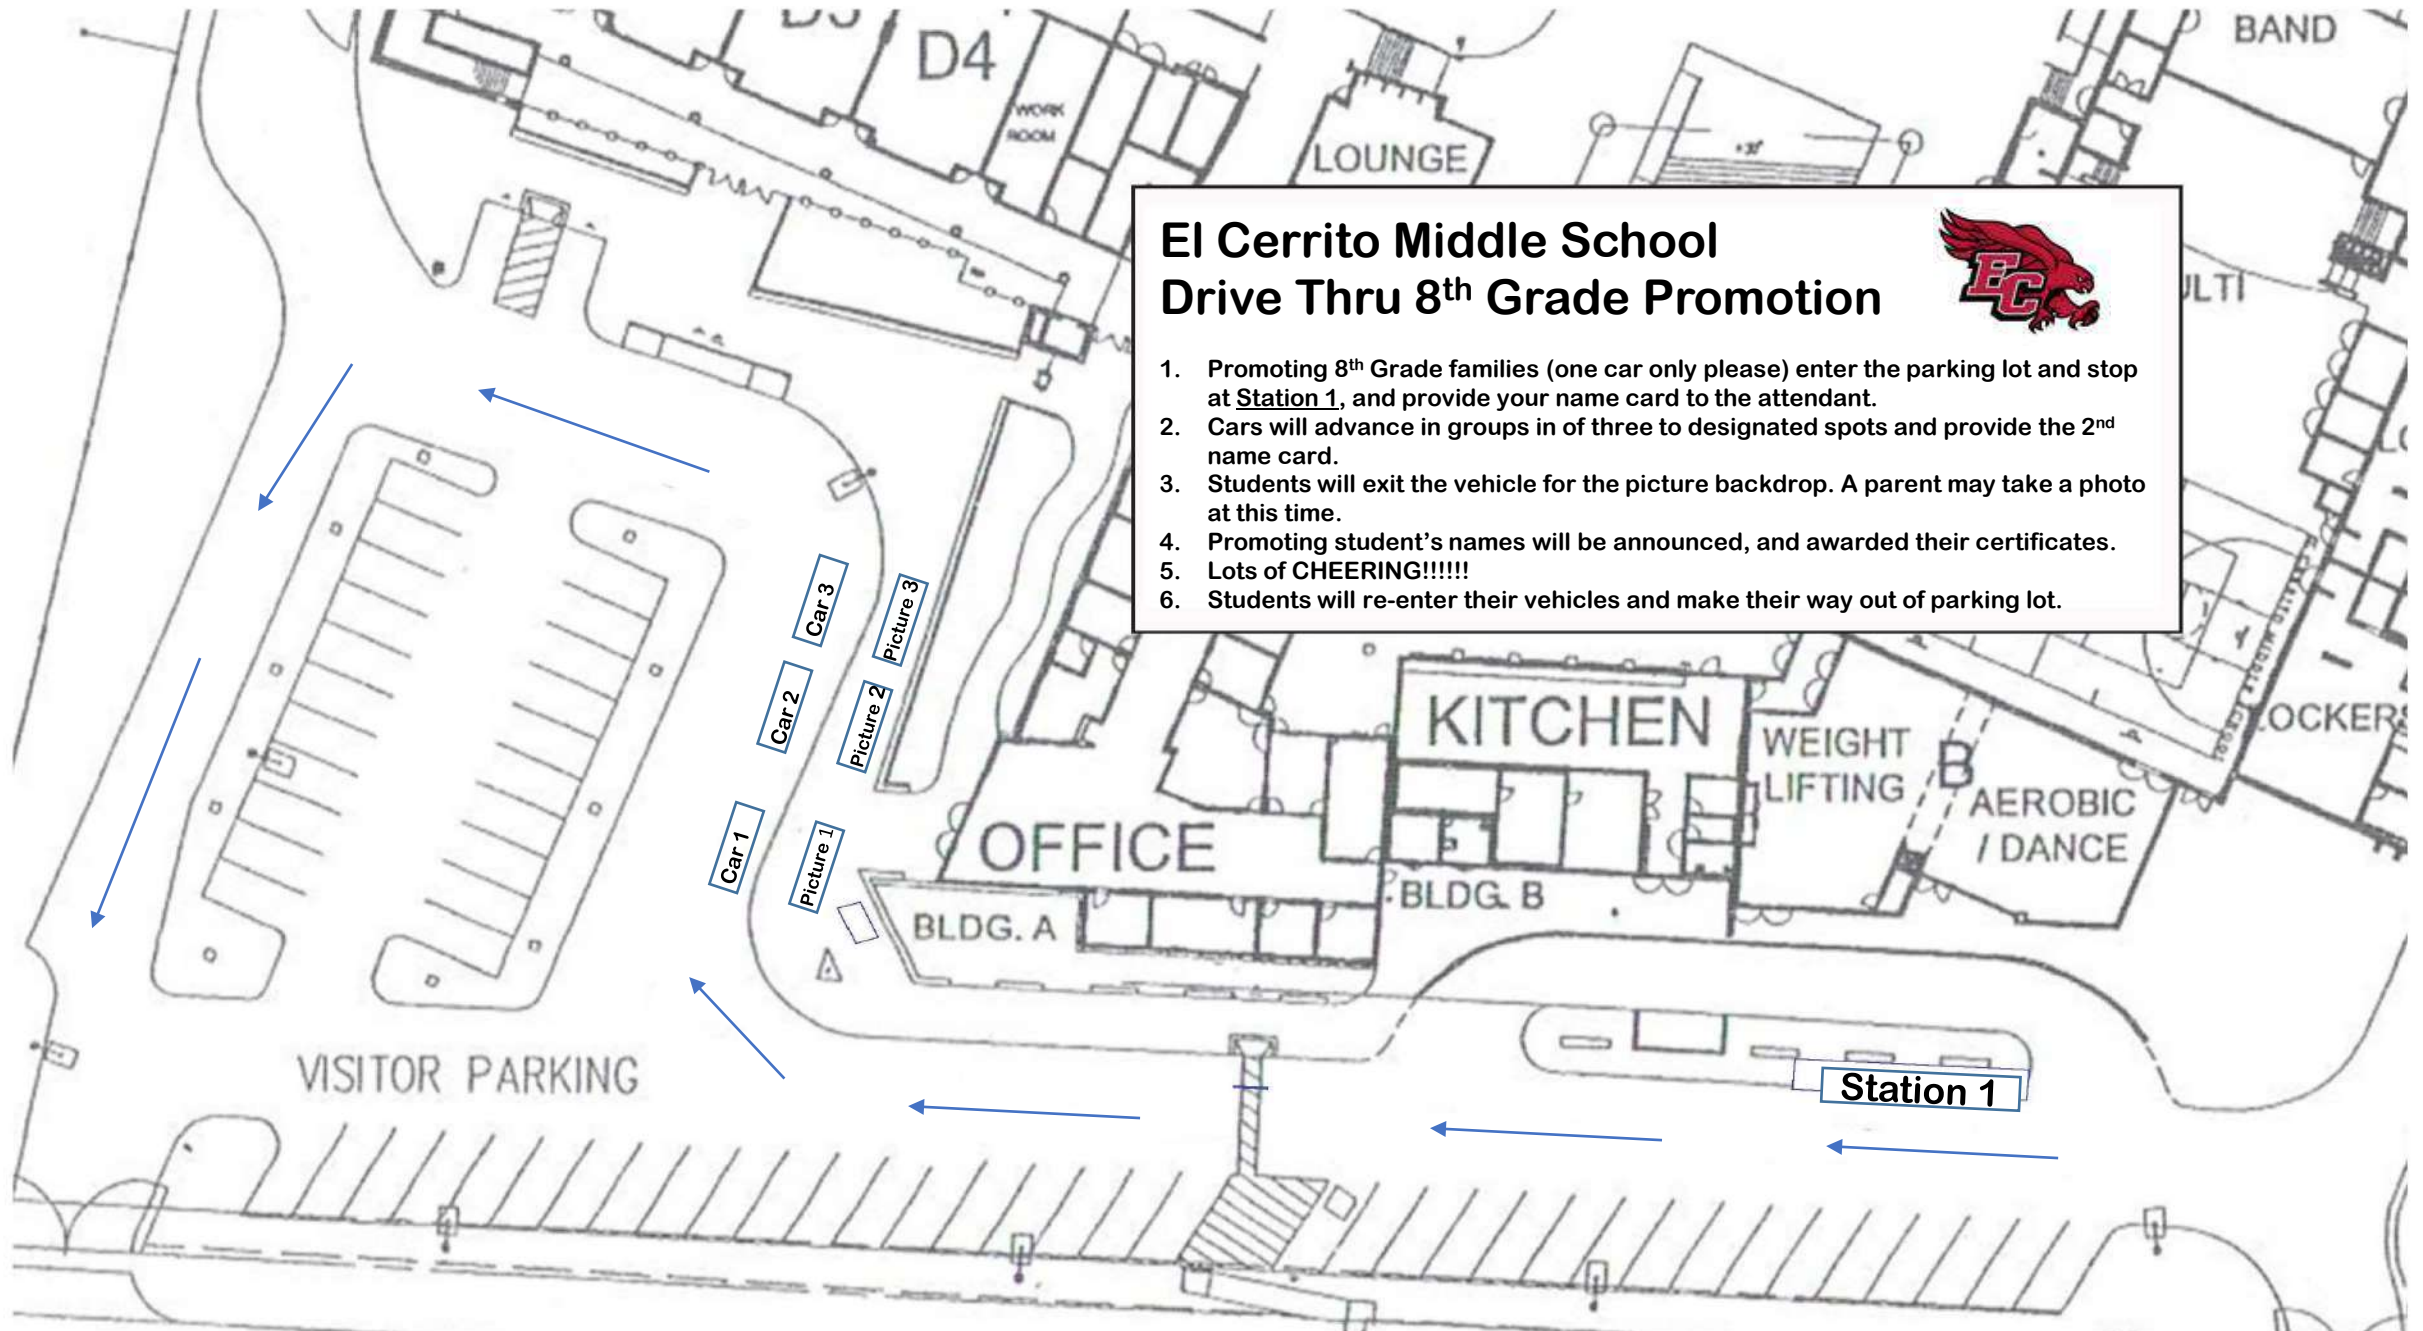 D4
BAND
WORK
ROOM
LOUNGE
El Cerrito Middle School
Drive Thru 8th Grade Promotion
EC
1. Promoting 8th Grade families (one car only please) enter the parking lot and stop
at Station 1, and provide your name card to the attendant.
2. Cars will advance in groups in of three to designated spots and provide the 2nd
name card.
3. Students will exit the vehicle for the picture backdrop. A parent may take a photo
at this time.
4. Promoting student's names will be announced, and awarded their certificates.
5. Lots of CHEERING!!!!!!
6. Students will re-enter their vehicles and make their way out of parking lot.
ULTI
Car 3
Picture 3
Car 2
Picture 2
Car 1
Picture 1
KITCHEN
WEIGHT
LIFTING
B
AEROBIC
/ DANCE
OCKERS
OFFICE
BLDG. A
BLDG. B
VISITOR PARKING
Station 1